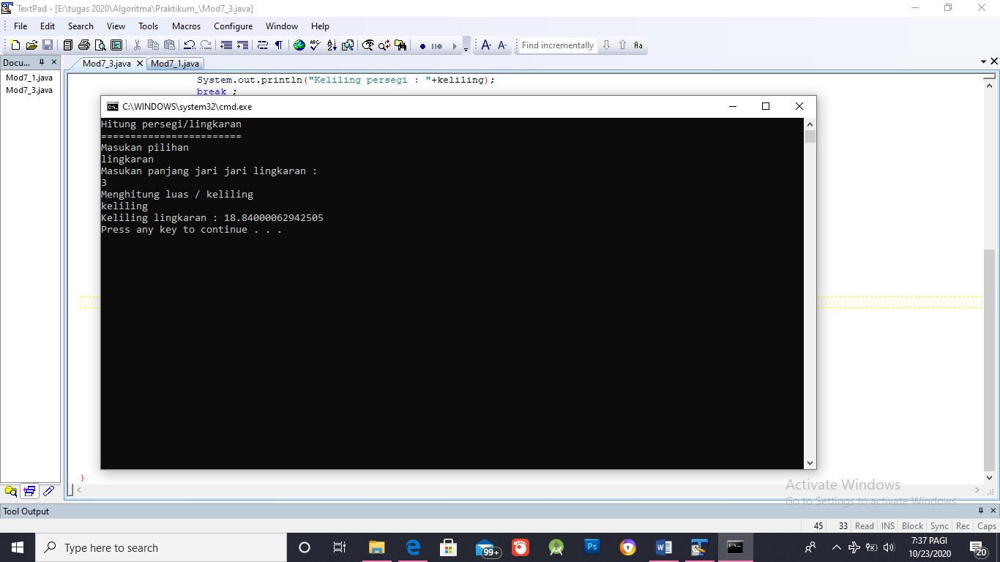 TextPad - [E:\tugas 2020\Algoritma\Praktikum_\Mod7_3.java]
File Edit Search View Tools Macros Configure Window Help
Find incrementally
Docu...
Mod7_3.java Mod7_1.java
Mod7_1.java
Mod7_3.java
System.out.println("Keliling persegi : "+keliling);
break ;
C:\WINDOWS\system32\cmd.exe
Hitung persegi/lingkaran
========================
Masukan pilihan
lingkaran
Masukan panjang jari jari lingkaran :
3
Menghitung luas / keliling
keliling
Keliling lingkaran : 18.84000062942505
Press any key to continue . . .
}
Activate Windows
Go to Settings to activate Windows.
Tool Output
45 33 Read INS Block Sync Rec Caps
Type here to search
99+
Ps
7:37 PAGI
10/23/2020
20